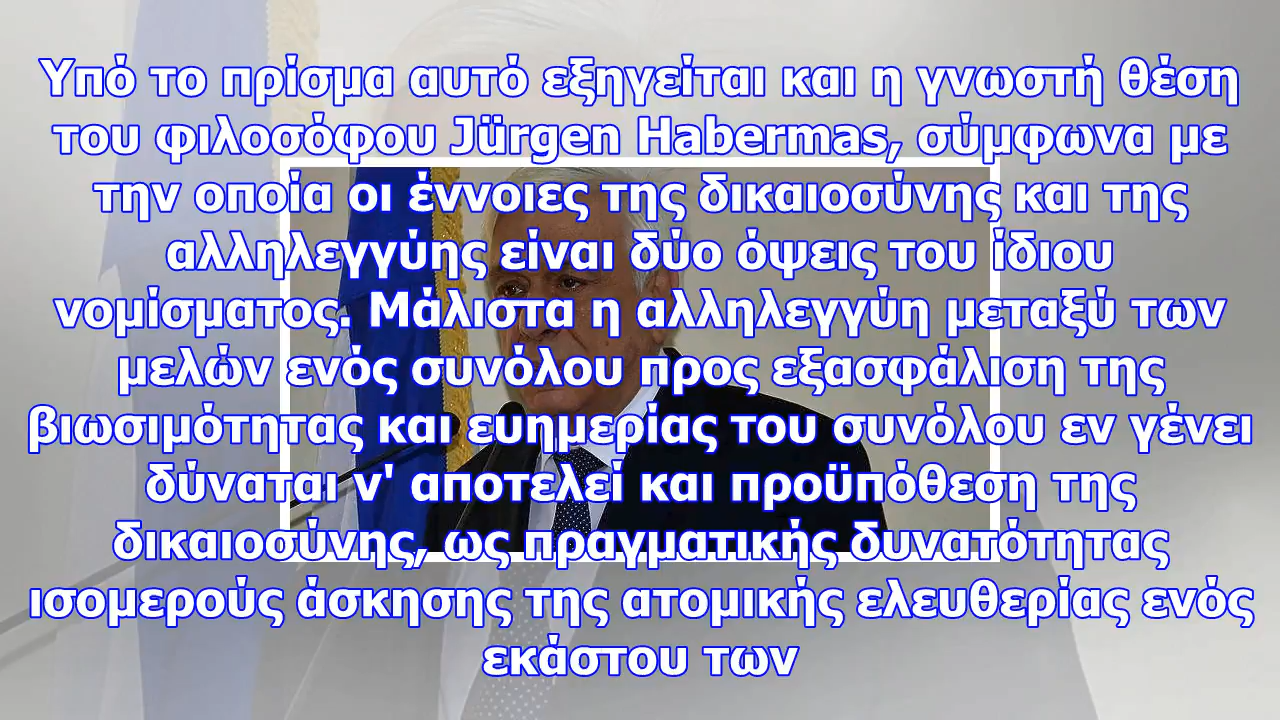 Υπό το πρίσμα αυτό εξηγείται και η γνωστή θέση
του φιλοσόφου Jürgen Habermas, σύμφωνα με
την οποία οι έννοιες της δικαιοσύνης και της
αλληλεγγύης είναι δύο όψεις του ίδιου
νομίσματος. Μάλιστα η αλληλεγγύη μεταξύ των
μελών ενός συνόλου προς εξασφάλιση της
βιωσιμότητας και ευημερίας του συνόλου εν γένει
δύναται ν' αποτελεί και προϋπόθεση της
δικαιοσύνης, ως πραγματικής δυνατότητας
ισομερούς άσκησης της ατομικής ελευθερίας ενός
εκάστου των